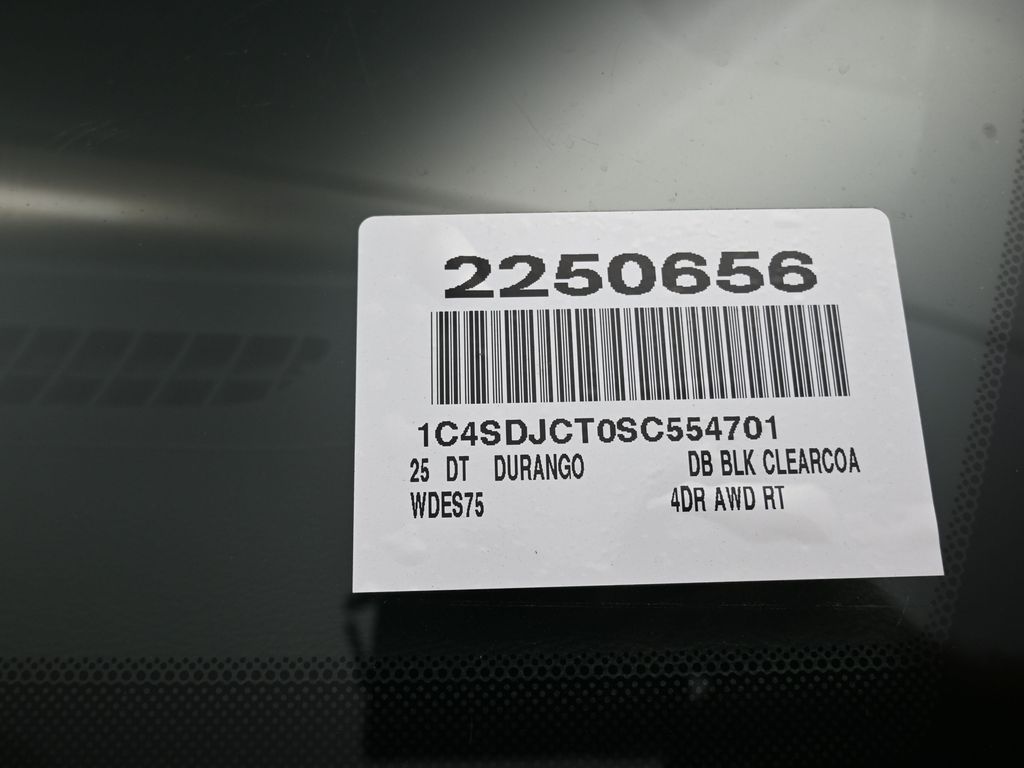 2250656
1C4SDJCT0SC554701
25 DT DURANGO DB BLK CLEARCOA
WDES75 4DR AWD RT